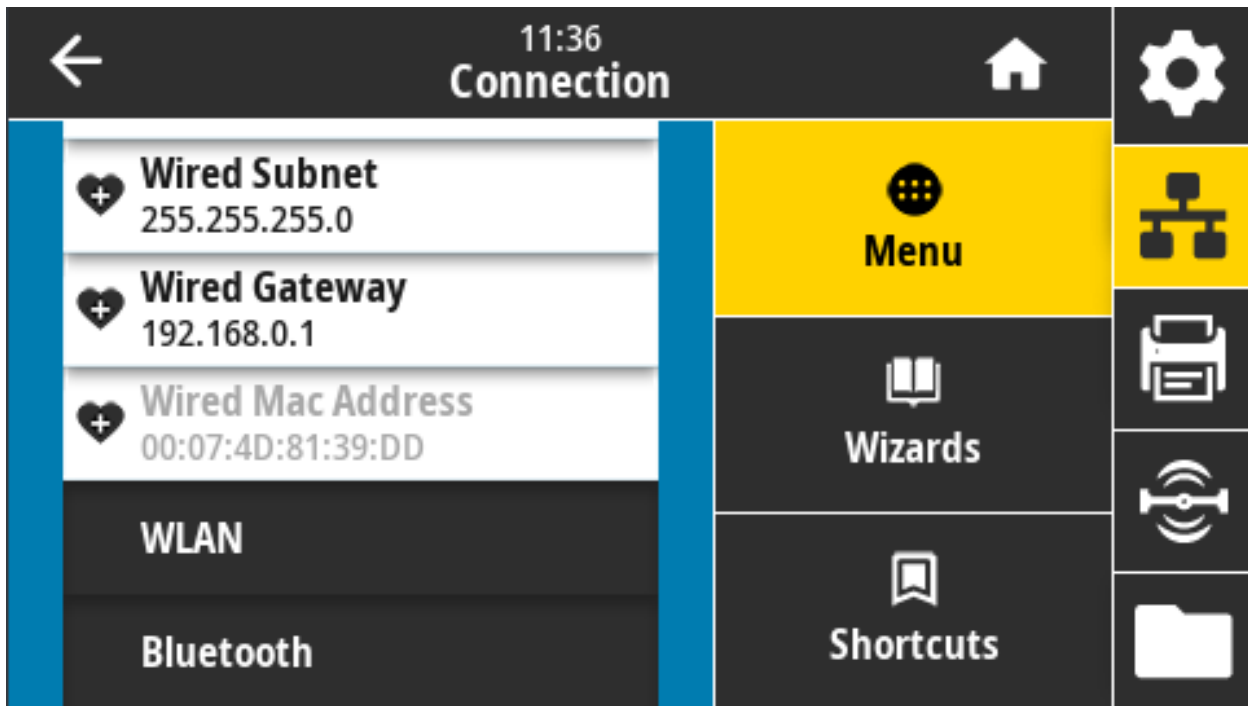 11:36
Connection
Wired Subnet
255.255.255.0
Wired Gateway
192.168.0.1
Wired Mac Address
00:07:4D:81:39:DD
WLAN
Bluetooth
Menu
Wizards
Shortcuts